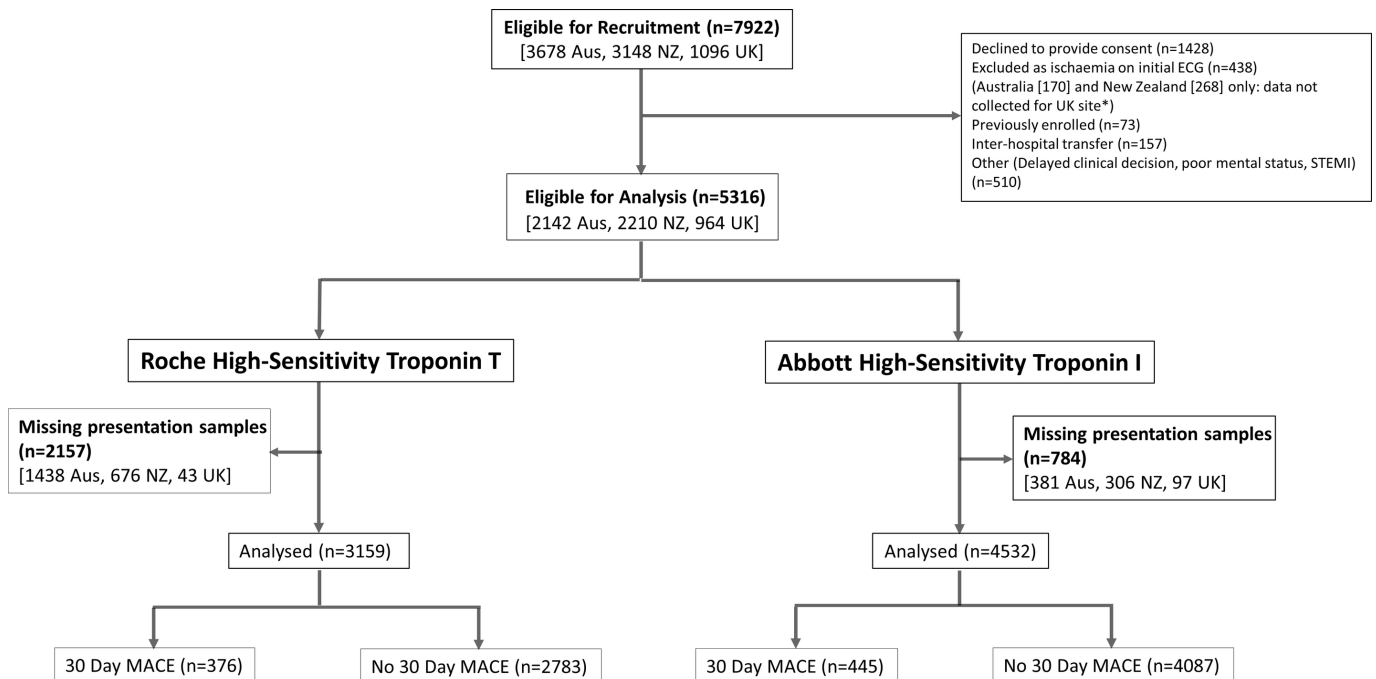 Eligible for Recruitment (n=7922)
[3678 Aus, 3148 NZ, 1096 UK]
Declined to provide consent (n=1428)
Excluded as ischaemia on initial ECG (n=438)
(Australia [170] and New Zealand [268] only: data not
collected for UK site*)
Previously enrolled (n=73)
Inter-hospital transfer (n=157)
Other (Delayed clinical decision, poor mental status, STEMI)
(n=510)
Eligible for Analysis (n=5316)
[2142 Aus, 2210 NZ, 964 UK]
Roche High-Sensitivity Troponin T
Abbott High-Sensitivity Troponin I
Missing presentation samples
(n=2157)
[1438 Aus, 676 NZ, 43 UK]
Missing presentation samples
(n=784)
[381 Aus, 306 NZ, 97 UK]
Analysed (n=3159)
Analysed (n=4532)
30 Day MACE (n=376)
No 30 Day MACE (n=2783)
30 Day MACE (n=445)
No 30 Day MACE (n=4087)